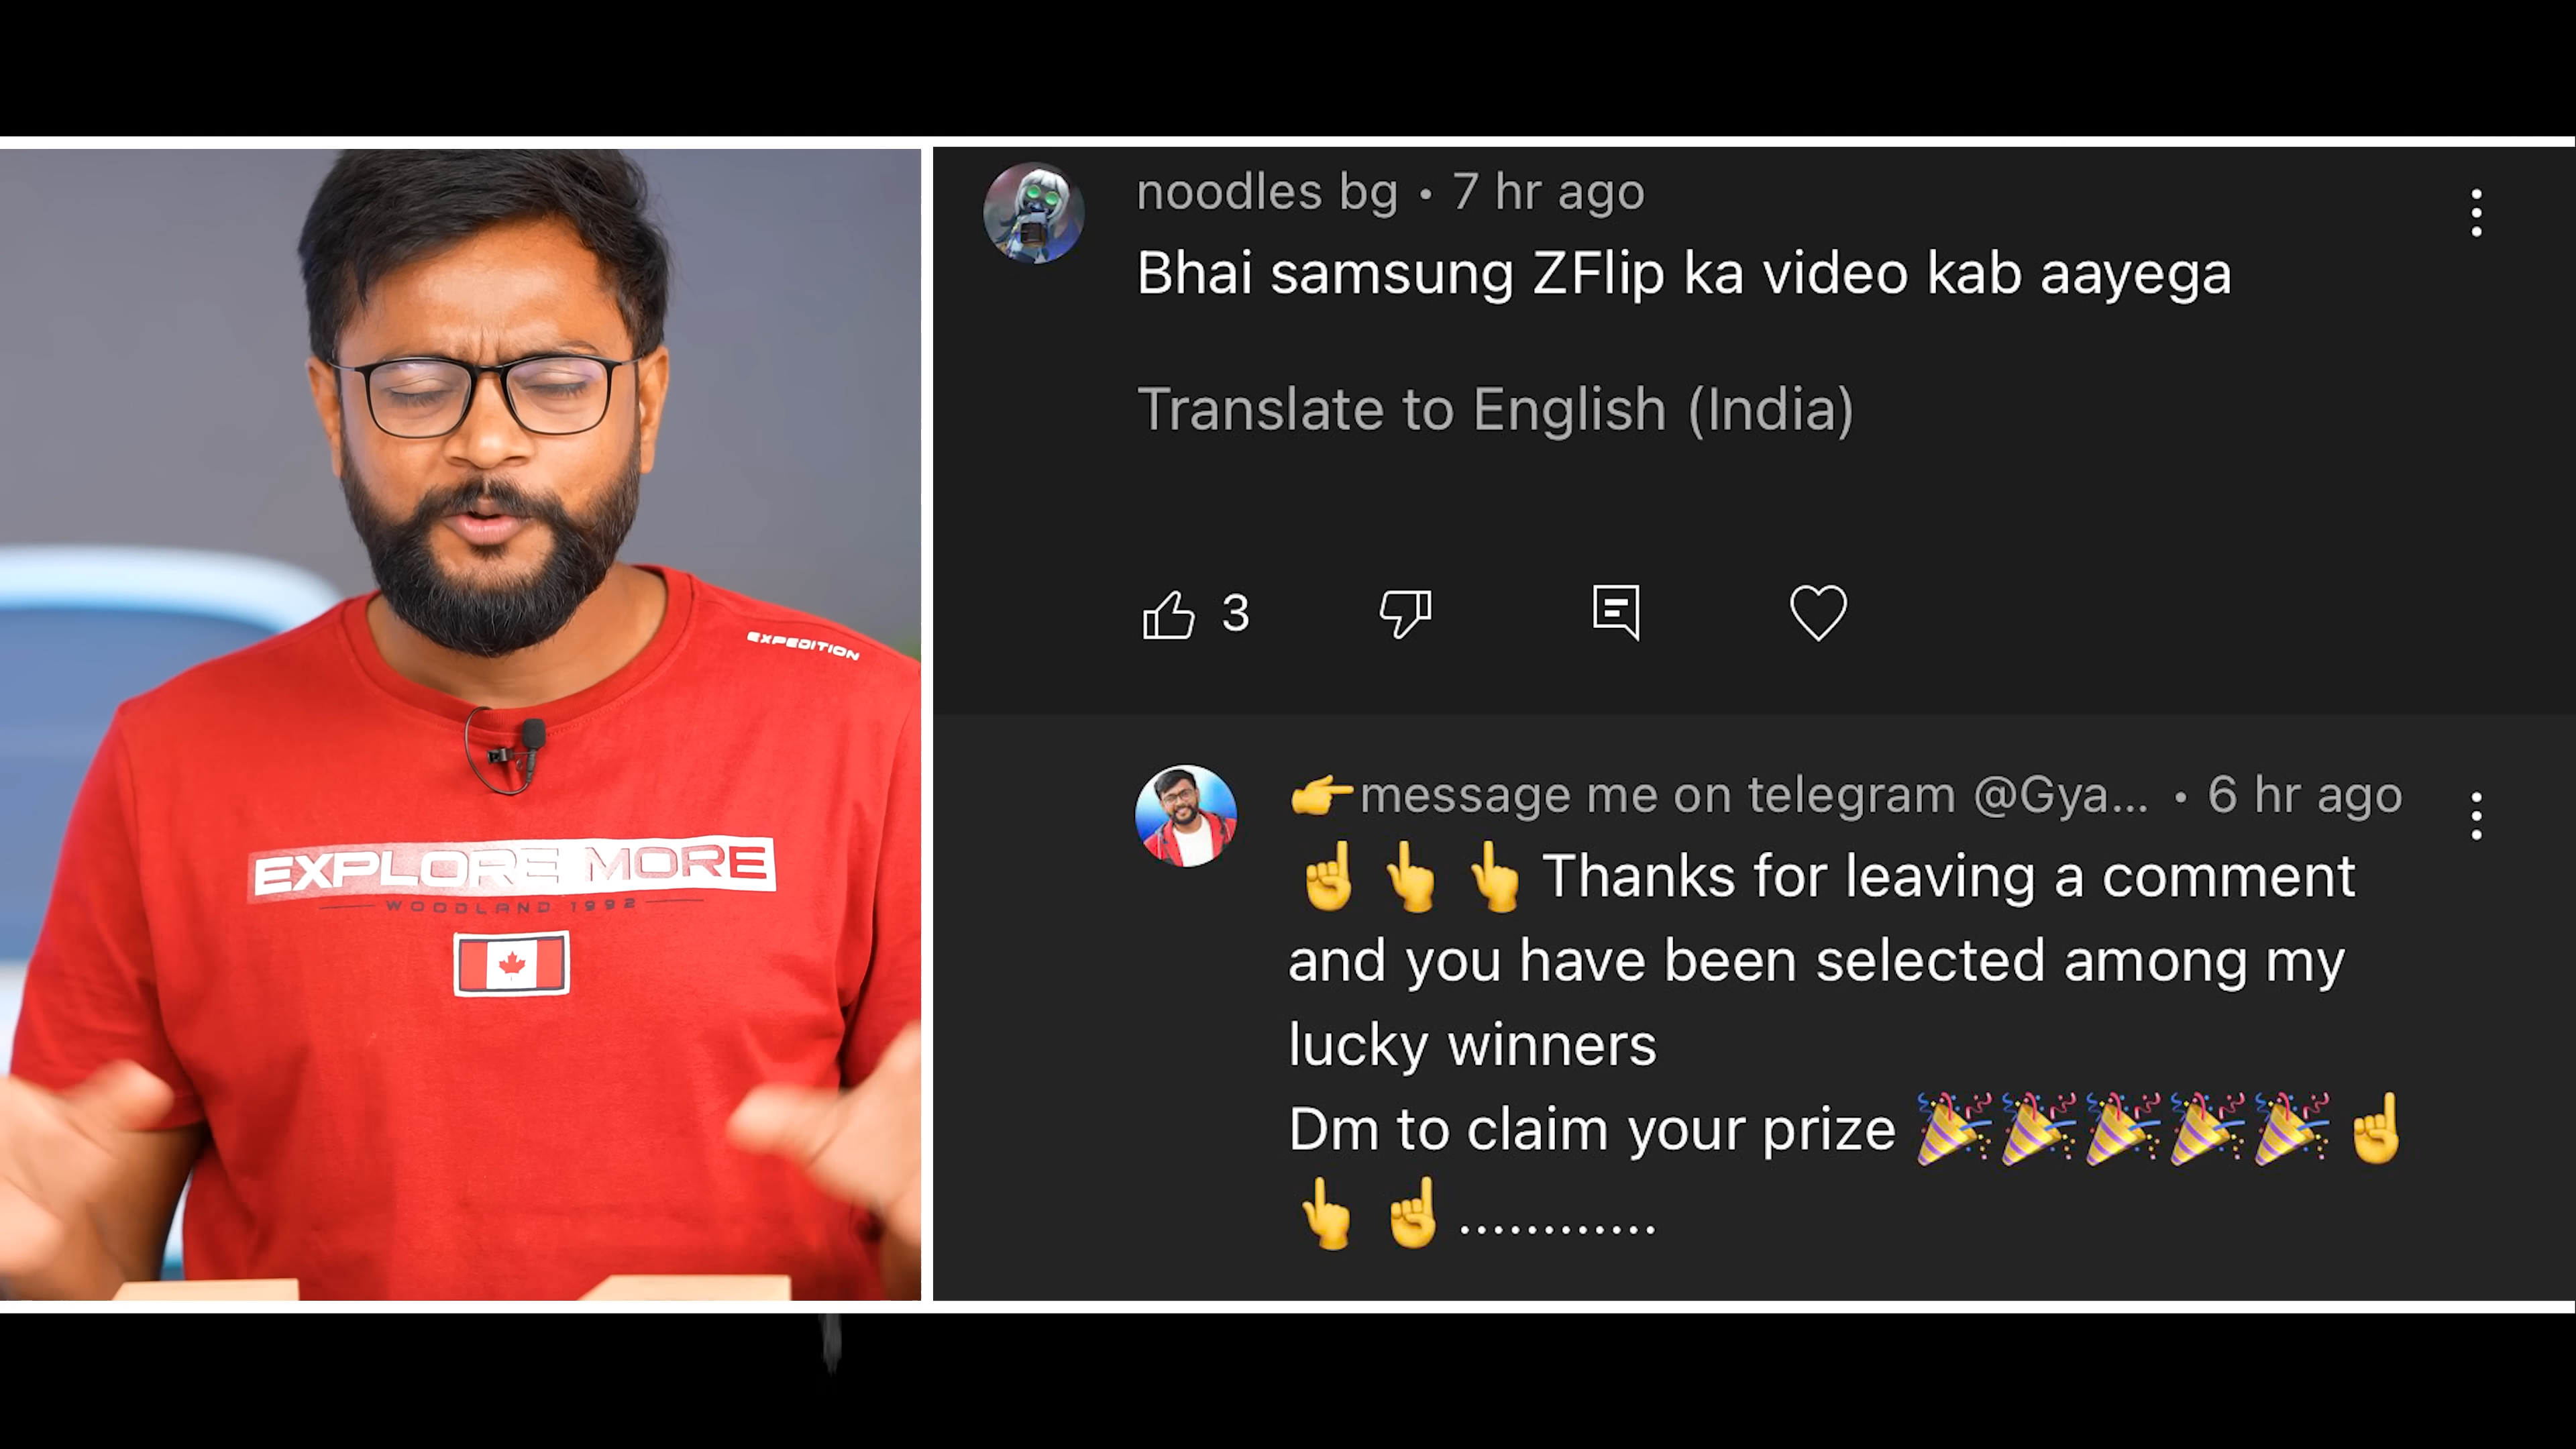 EXPEDITION
EXPLORE MORE
WOODLAND 1992
noodles bg • 7 hr ago
Bhai samsung ZFlip ka video kab aayega
Translate to English (India)
3
👉message me on telegram @Gya... • 6 hr ago
☝👆👆 Thanks for leaving a comment
and you have been selected among my
lucky winners
Dm to claim your prize 🎉🎉🎉🎉🎉☝
👆☝............